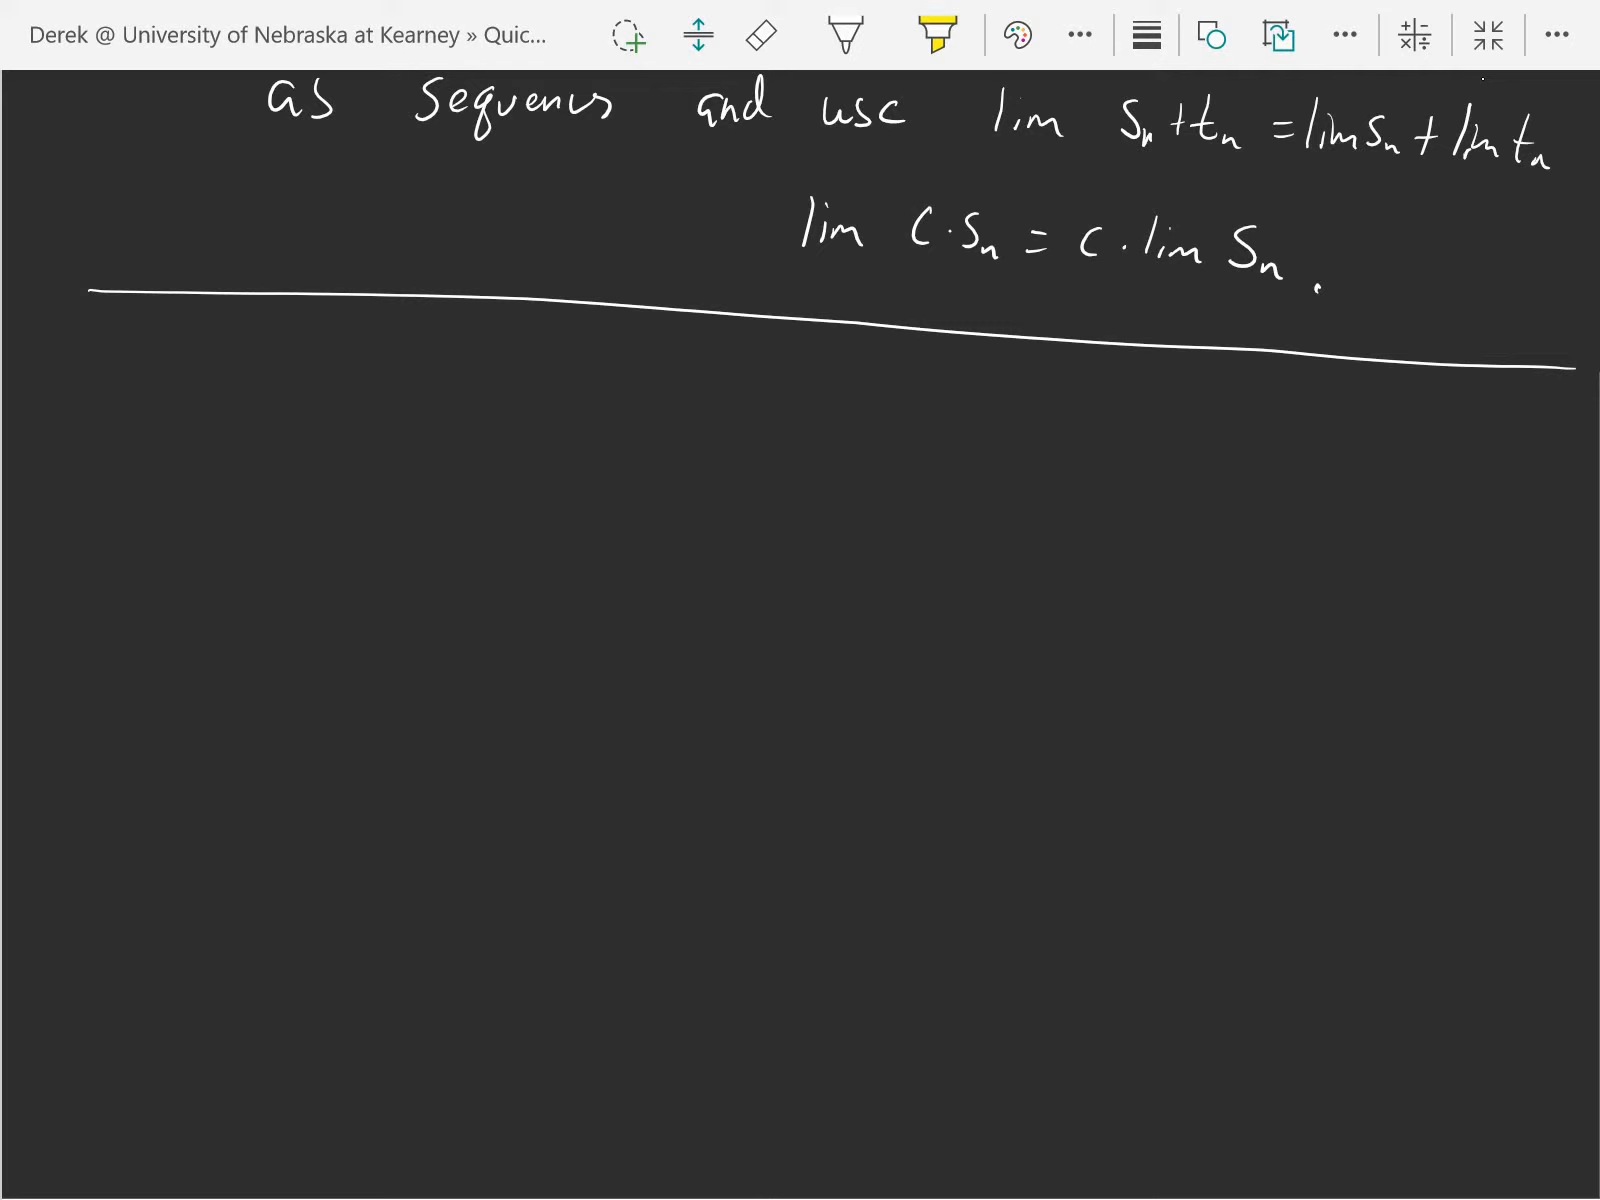 Derek @ University of Nebraska at Kearney » Quic...
as sequences and use lim Sn + tn = lim Sn + lim tn
lim C · Sn = C · lim Sn .